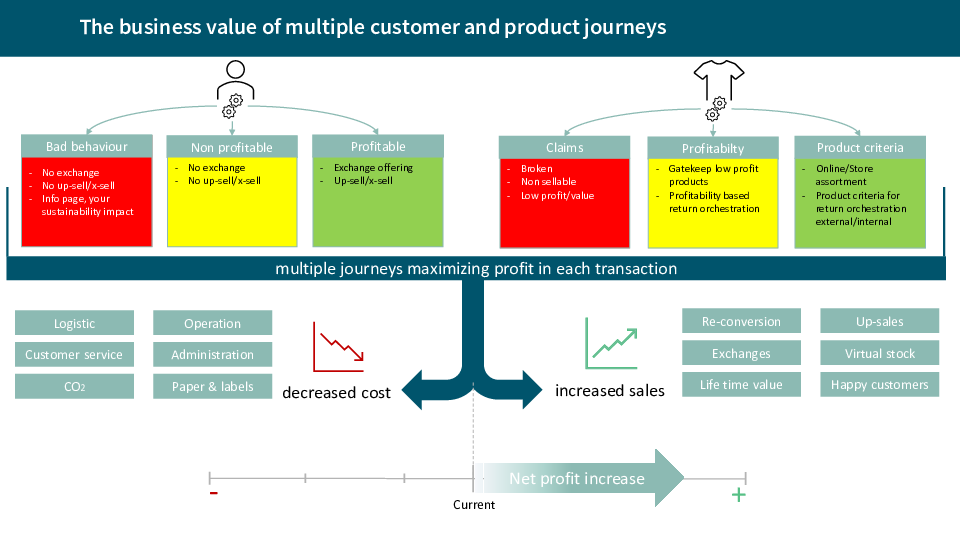 The business value of multiple customer and product journeys
Bad behaviour
- No exchange
- No up-sell/x-sell
- Info page, your
sustainability impact
Non profitable
- No exchange
- No up-sell/x-sell
Profitable
- Exchange offering
- Up-sell/x-sell
Claims
- Broken
- Non sellable
- Low profit/value
Profitabilty
- Gatekeep low profit
products
- Profitability based
return orchestration
Product criteria
- Online/Store
assortment
- Product criteria for
return orchestration
external/internal
multiple journeys maximizing profit in each transaction
Logistic
Operation
Customer service
Administration
CO2
Paper & labels
decreased cost
increased sales
Re-conversion
Up-sales
Exchanges
Virtual stock
Life time value
Happy customers
Net profit increase
-
+
Current